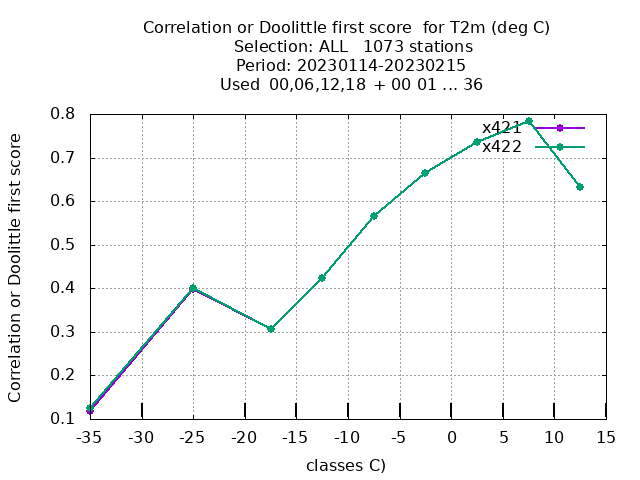 Correlation or Doolittle first score  for T2m (deg C)
Selection: ALL   1073 stations
Period: 20230114-20230215
Used  00,06,12,18  + 00 01 ... 36
Correlation or Doolittle first score
0.8
0.7
0.6
0.5
0.4
0.3
0.2
0.1
x421
x422
-35 -30 -25 -20 -15 -10 -5 0 5 10 15
classes C)